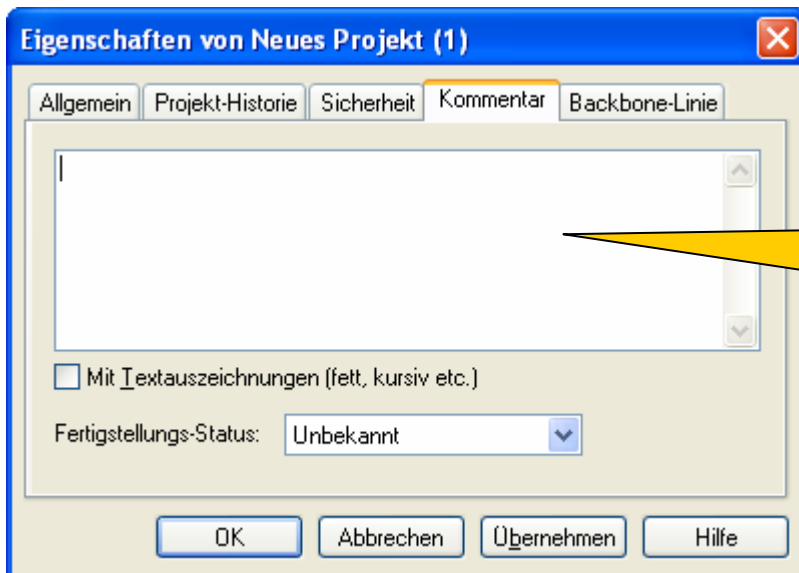 Eigenschaften von Neues Projekt (1)
Allgemein Projekt-Historie Sicherheit Kommentar Backbone-Linie
Mit Textauszeichnungen (fett, kursiv etc.)
Fertigstellungs-Status: Unbekannt
OK Abbrechen Übernehmen Hilfe